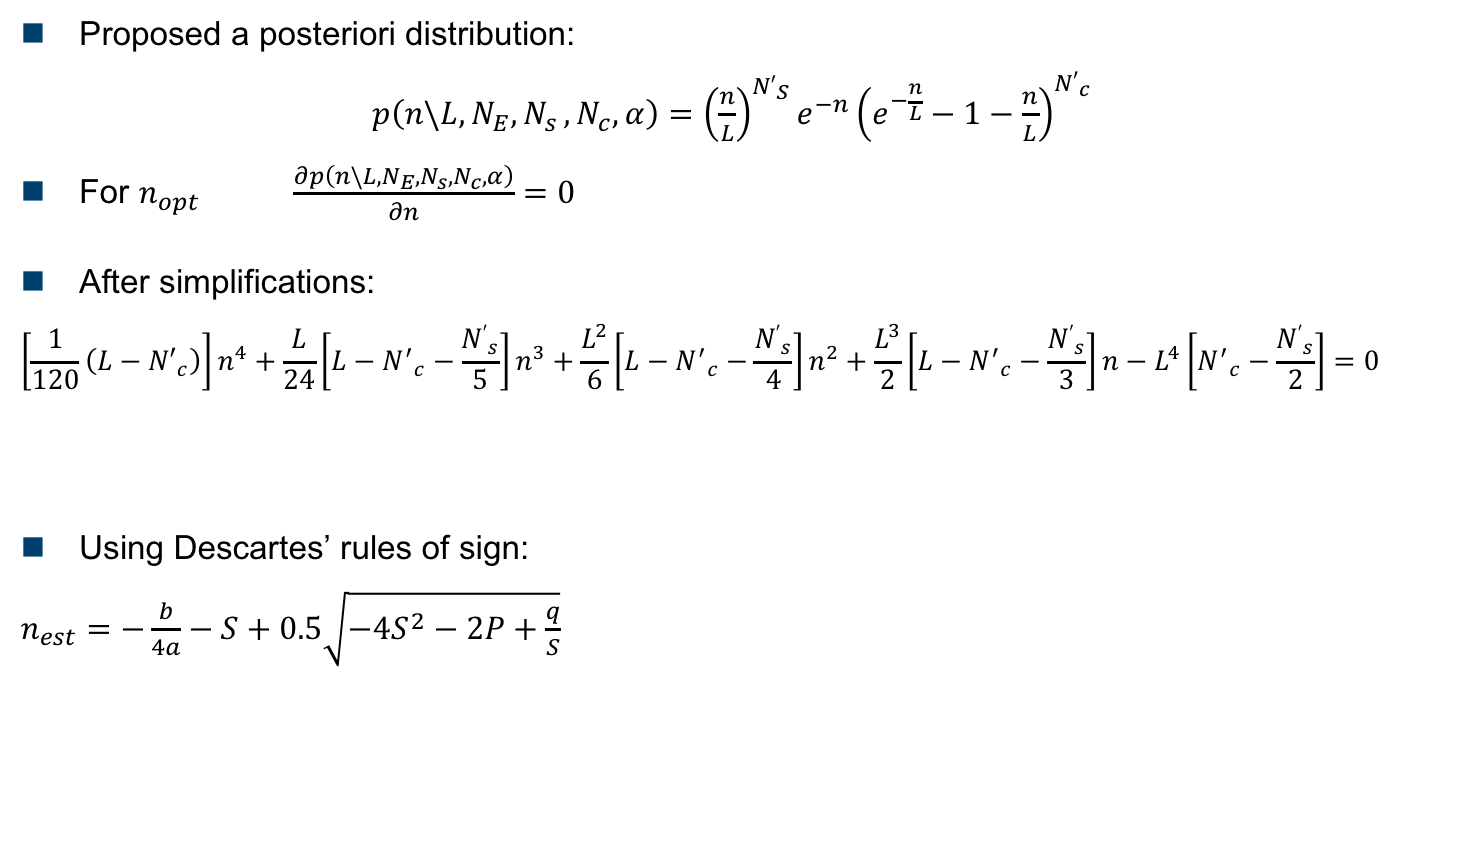 Proposed a posteriori distribution:
p(n\L, N_E, N_s , N_c, α) = (n/L)^{N'_S} e^{−n} (e^{−n/L} − 1 − n/L)^{N'_c}
For n_opt ∂p(n\L,N_E,N_s,N_c,α)/∂n = 0
After simplifications:
[1/120 (L − N'_c)] n^4 + L/24 [L − N'_c − N'_s/5] n^3 + L^2/6 [L − N'_c − N'_s/4] n^2 + L^3/2 [L − N'_c − N'_s/3] n − L^4 [N'_c − N'_s/2] = 0
Using Descartes’ rules of sign:
n_est = − b/4a − S + 0.5 √(−4S^2 − 2P + q/S)